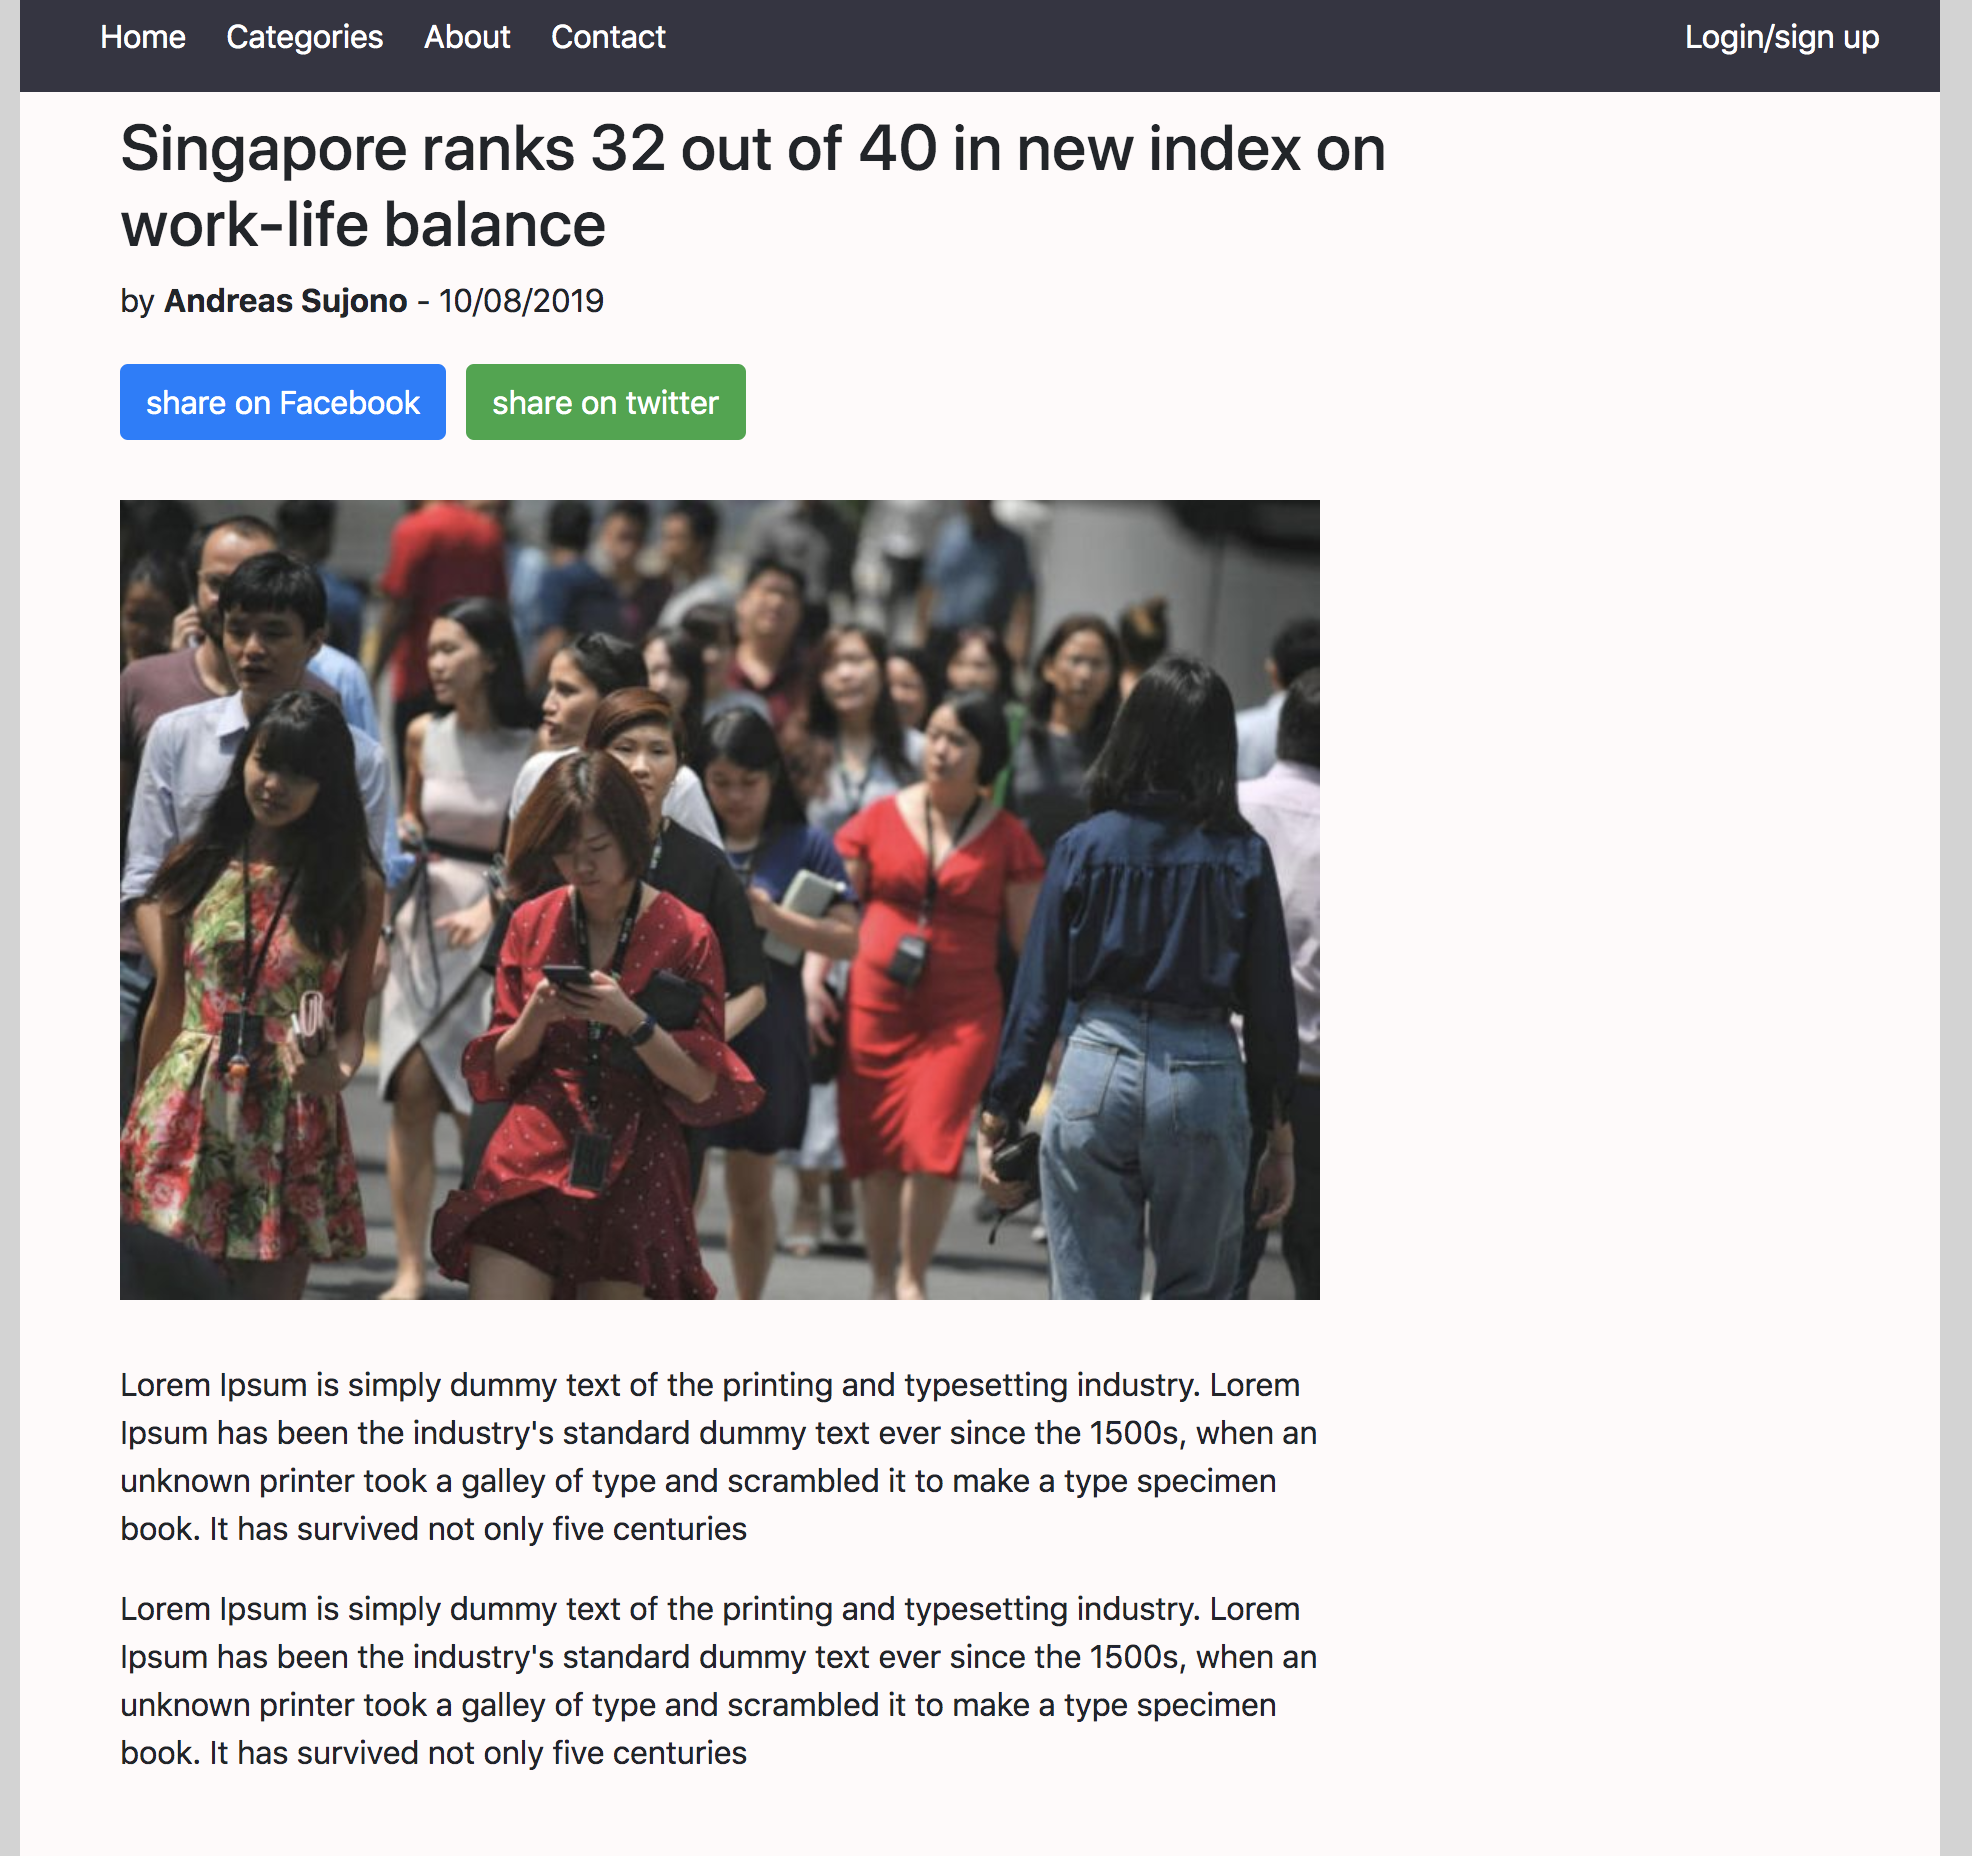 Home Categories About Contact Login/sign up
Singapore ranks 32 out of 40 in new index on
work-life balance
by Andreas Sujono - 10/08/2019
share on Facebook share on twitter
Lorem Ipsum is simply dummy text of the printing and typesetting industry. Lorem
Ipsum has been the industry's standard dummy text ever since the 1500s, when an
unknown printer took a galley of type and scrambled it to make a type specimen
book. It has survived not only five centuries
Lorem Ipsum is simply dummy text of the printing and typesetting industry. Lorem
Ipsum has been the industry's standard dummy text ever since the 1500s, when an
unknown printer took a galley of type and scrambled it to make a type specimen
book. It has survived not only five centuries